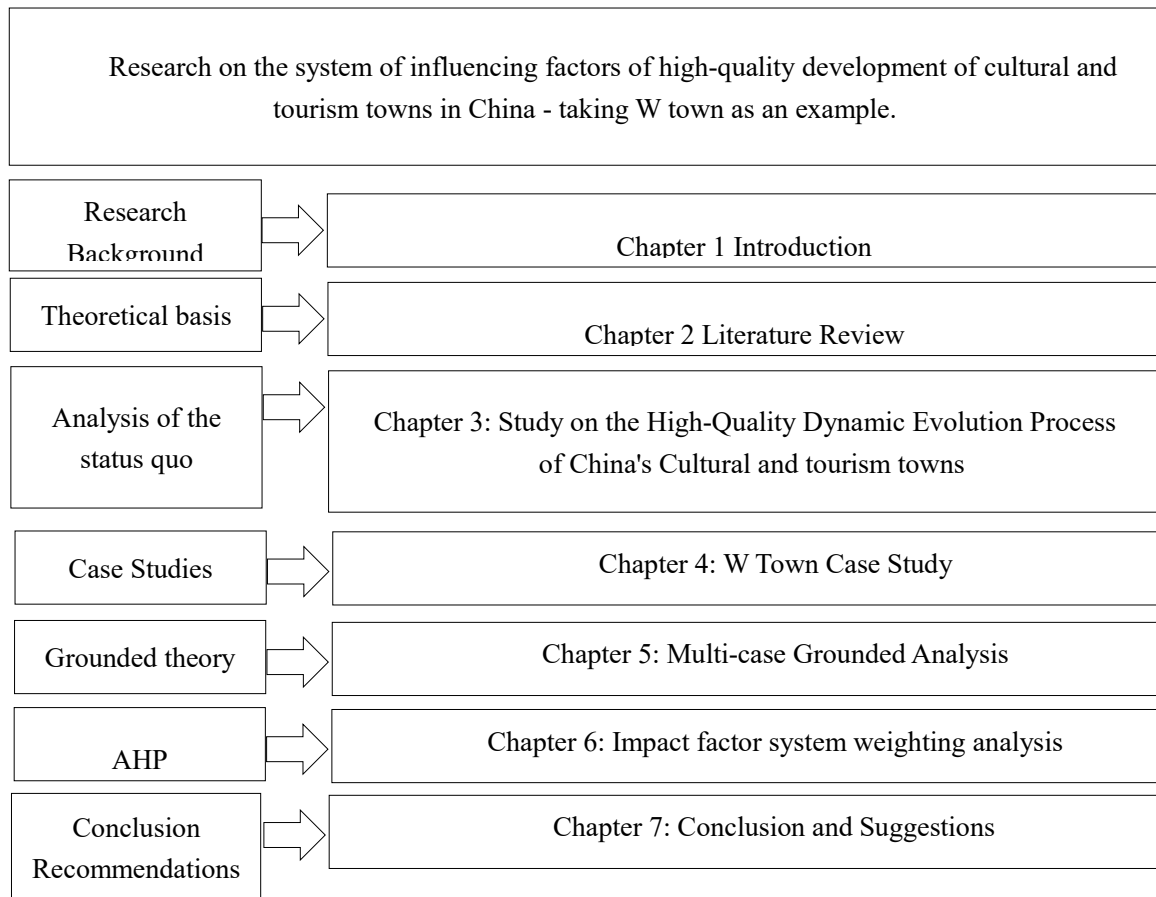 Research on the system of influencing factors of high-quality development of cultural and
tourism towns in China - taking W town as an example.
Research
Background
Chapter 1 Introduction
Theoretical basis
Chapter 2 Literature Review
Analysis of the
status quo
Chapter 3: Study on the High-Quality Dynamic Evolution Process
of China's Cultural and tourism towns
Case Studies
Chapter 4: W Town Case Study
Grounded theory
Chapter 5: Multi-case Grounded Analysis
AHP
Chapter 6: Impact factor system weighting analysis
Conclusion
Recommendations
Chapter 7: Conclusion and Suggestions